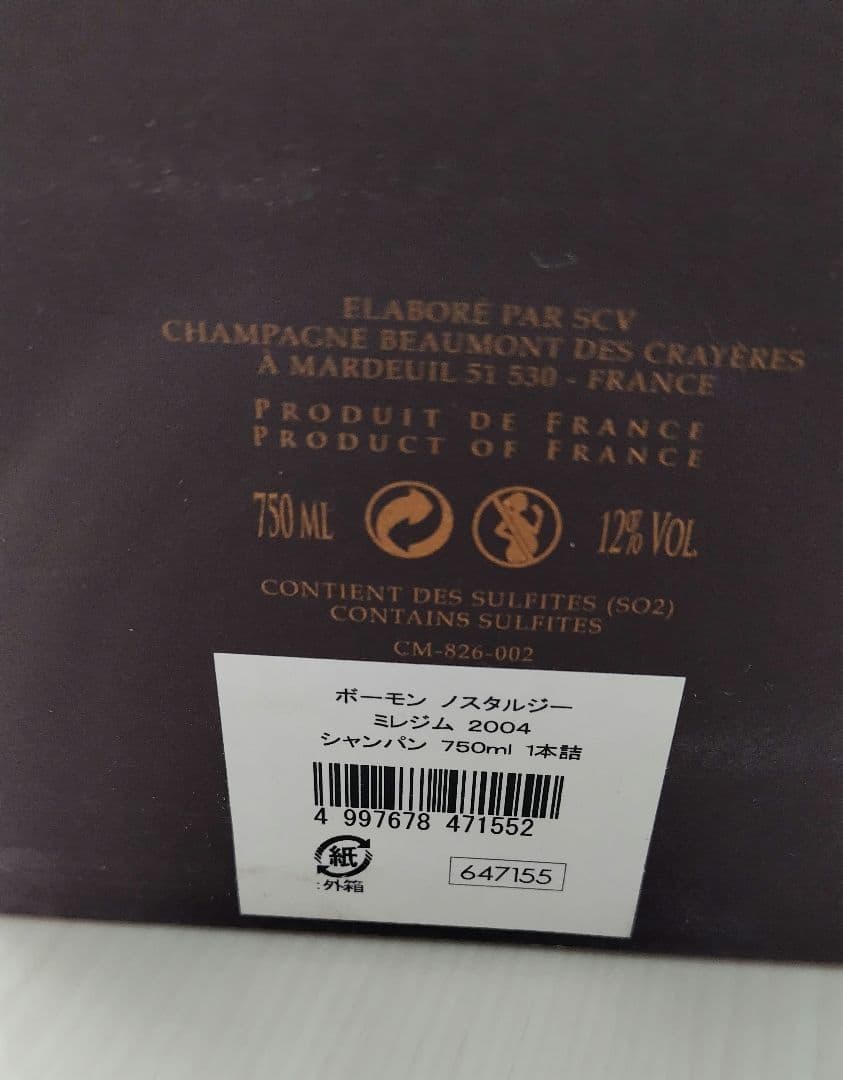 ELABORÉ PAR SCV
CHAMPAGNE BEAUMONT DES CRAYÈRES
À MARDEUIL 51 530 - FRANCE
PRODUIT DE FRANCE
PRODUCT OF FRANCE
750 ML 12% VOL.
CONTIENT DES SULFITES (SO2)
CONTAINS SULFITES
CM-826-002
ボーモン ノスタルジー
ミレジム 2004
シャンパン 750ml 1本詰
4 997678 471552
紙
:外箱
647155